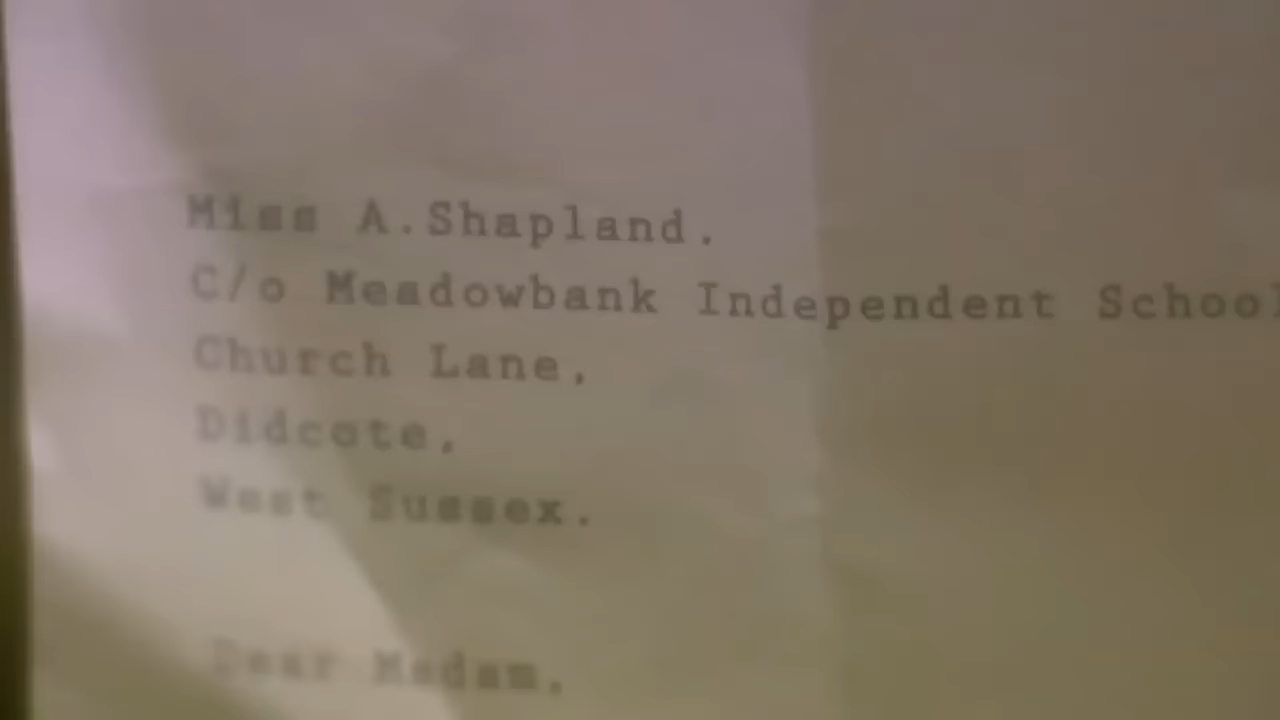 Miss A.Shapland.
C/o Meadowbank Independent School
Church Lane,
Didcote,
West Sussex.
Dear Madam,